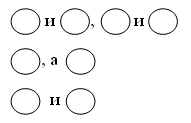 и , и
, а
и